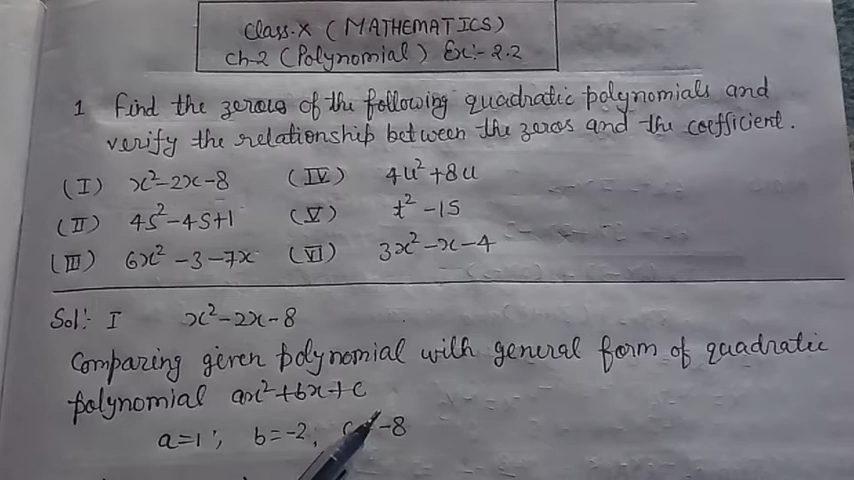 Class-X (MATHEMATICS)
Ch-2 (Polynomial) Ex:- 2.2
1 Find the zeroes of the following quadratic polynomials and
verify the relationship between the zeros and the coefficient.
(I) x²-2x-8 (IV) 4u²+8u
(II) 4s²-4s+1 (V) t²-15
(III) 6x²-3-7x (VI) 3x²-x-4
Sol:- I x²-2x-8
Comparing given polynomial with general form of quadratic
polynomial ax²+bx+c
a=1; b=-2, -8